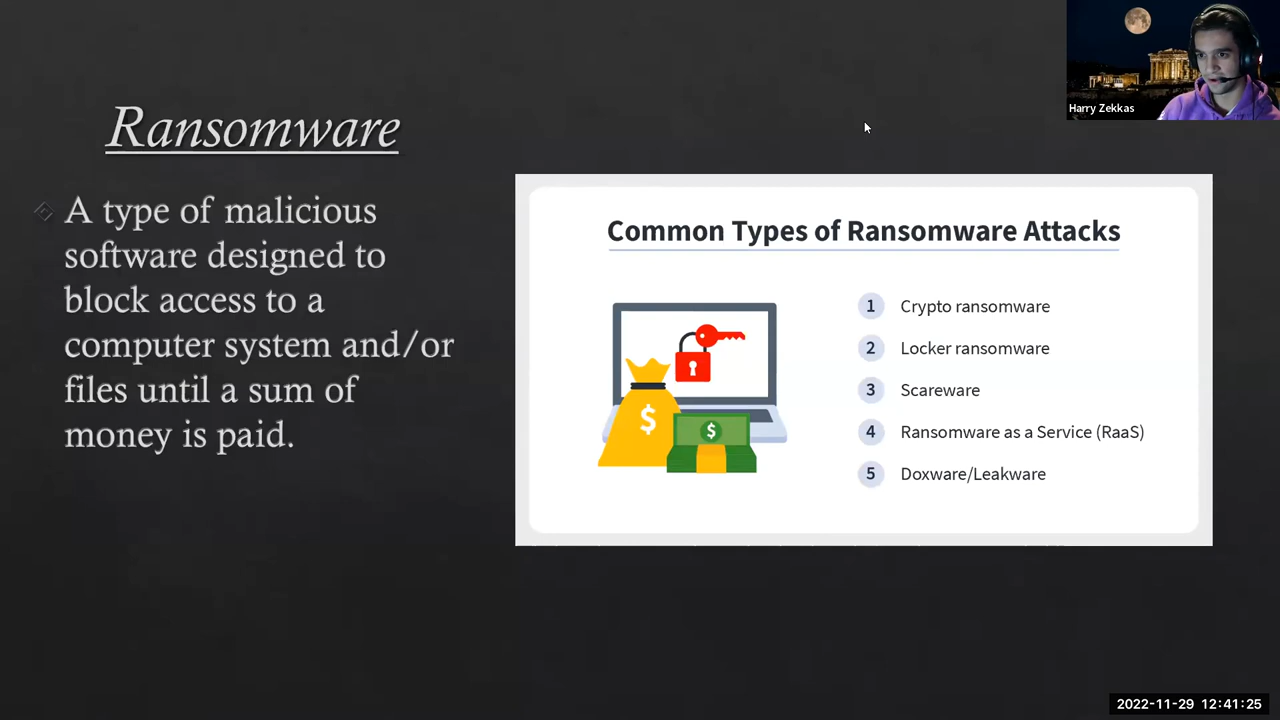 Harry Zekkas
Ransomware
A type of malicious
software designed to
block access to a
computer system and/or
files until a sum of
money is paid.
Common Types of Ransomware Attacks
1 Crypto ransomware
2 Locker ransomware
3 Scareware
4 Ransomware as a Service (RaaS)
5 Doxware/Leakware
$
$
2022-11-29 12:41:25